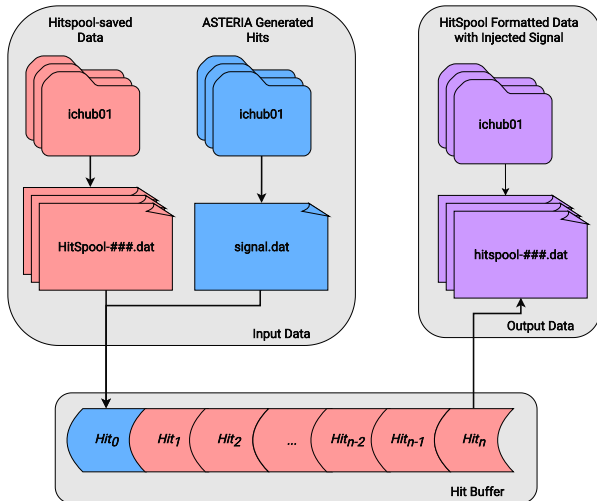 Hitspool-saved
Data
ASTERIA Generated
Hits
HitSpool Formatted Data
with Injected Signal
ichub01
ichub01
ichub01
HitSpool-###.dat
signal.dat
hitspool-###.dat
Input Data
Output Data
Hit0
Hit1
Hit2
...
Hitn-2
Hitn-1
Hitn
Hit Buffer